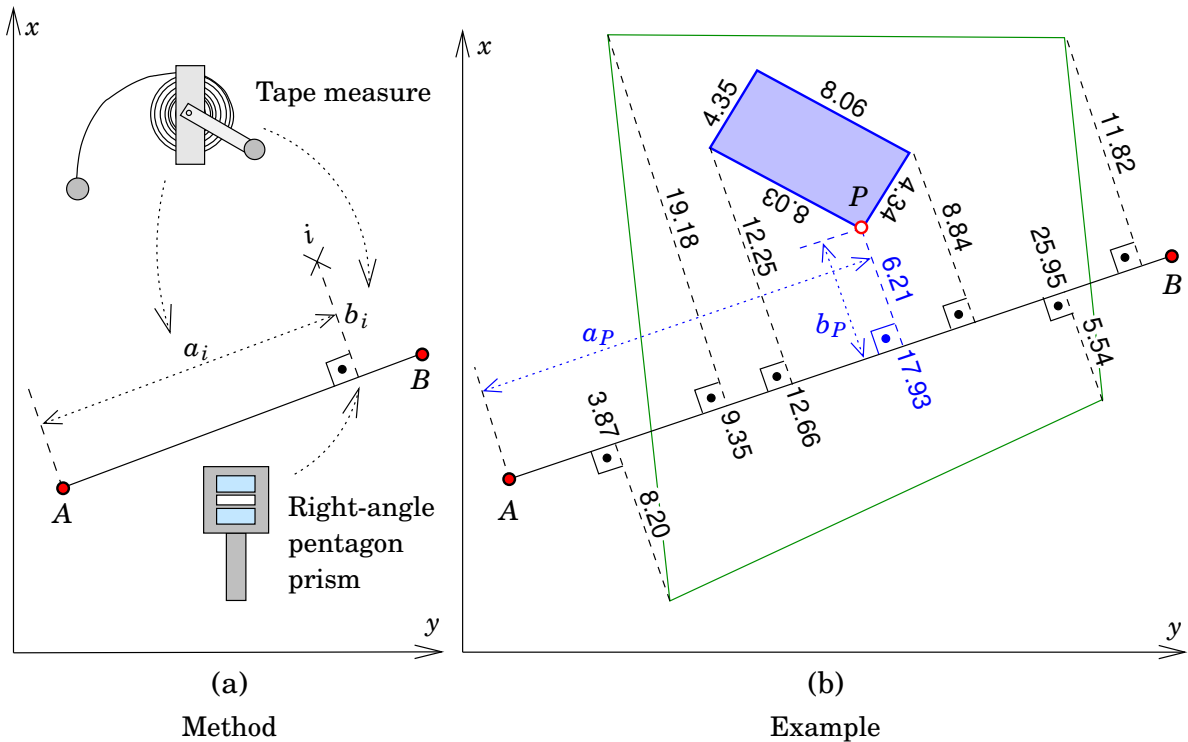 x
Tape measure
i
b_i
a_i
B
A
Right-angle
pentagon
prism
y
(a)
Method
x
4.35
8.06
11.82
8.03
P
4.34
19.18
12.25
8.84
25.95
6.21
B
a_P
b_P
5.54
17.93
3.87
9.35
12.66
A
8.20
y
(b)
Example